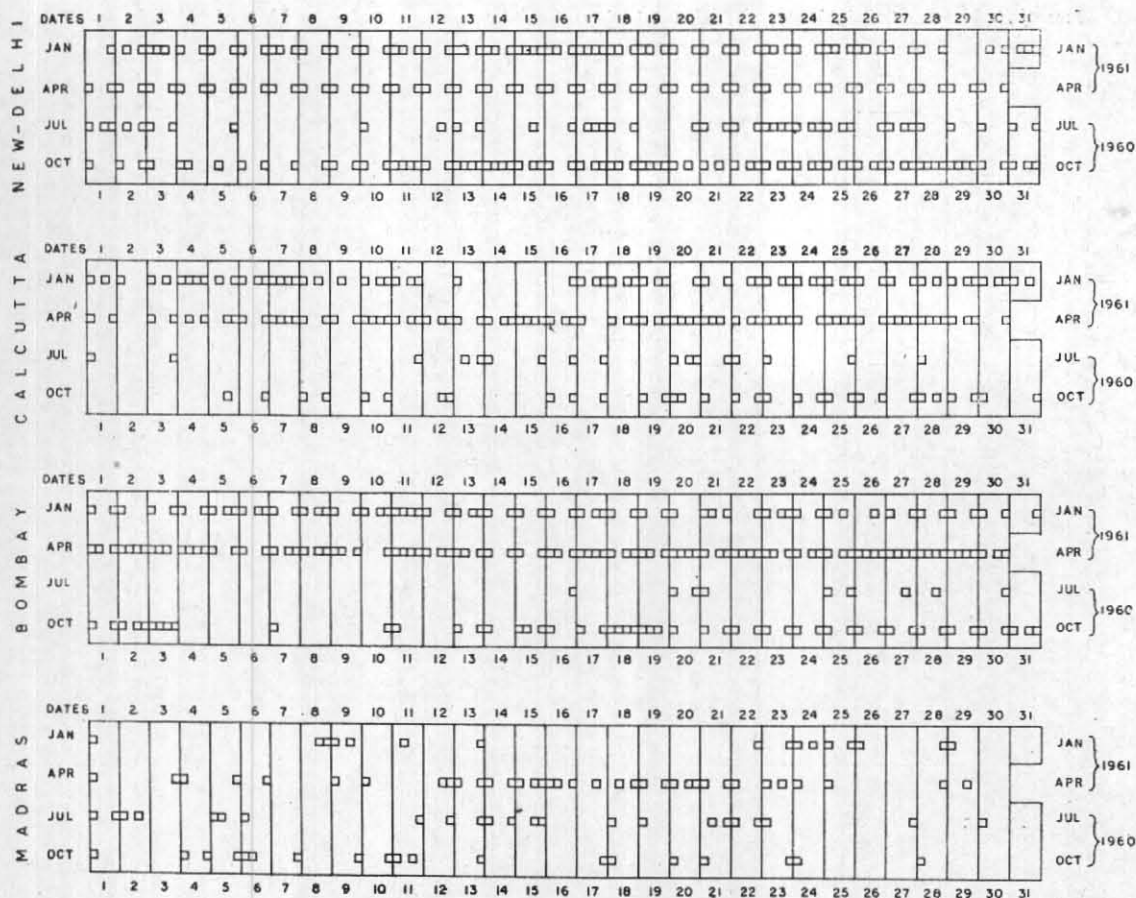 NEW-DELHI
DATES 1 2 3 4 5 6 7 8 9 10 11 12 13 14 15 16 17 18 19 20 21 22 23 24 25 26 27 28 29 30 31
JAN JAN
}1961
APR APR
JUL JUL
}1960
OCT OCT
1 2 3 4 5 6 7 8 9 10 11 12 13 14 15 16 17 18 19 20 21 22 23 24 25 26 27 28 29 30 31
CALCUTTA
DATES 1 2 3 4 5 6 7 8 9 10 11 12 13 14 15 16 17 18 19 20 21 22 23 24 25 26 27 28 29 30 31
JAN JAN
}1961
APR APR
JUL JUL
}1960
OCT OCT
1 2 3 4 5 6 7 8 9 10 11 12 13 14 15 16 17 18 19 20 21 22 23 24 25 26 27 28 29 30 31
BOMBAY
DATES 1 2 3 4 5 6 7 8 9 10 11 12 13 14 15 16 17 18 19 20 21 22 23 24 25 26 27 28 29 30 31
JAN JAN
}1961
APR APR
JUL JUL
}1960
OCT OCT
1 2 3 4 5 6 7 8 9 10 11 12 13 14 15 16 17 18 19 20 21 22 23 24 25 26 27 28 29 30 31
MADRAS
DATES 1 2 3 4 5 6 7 8 9 10 11 12 13 14 15 16 17 18 19 20 21 22 23 24 25 26 27 28 29 30 31
JAN JAN
}1961
APR APR
JUL JUL
}1960
OCT OCT
1 2 3 4 5 6 7 8 9 10 11 12 13 14 15 16 17 18 19 20 21 22 23 24 25 26 27 28 29 30 31